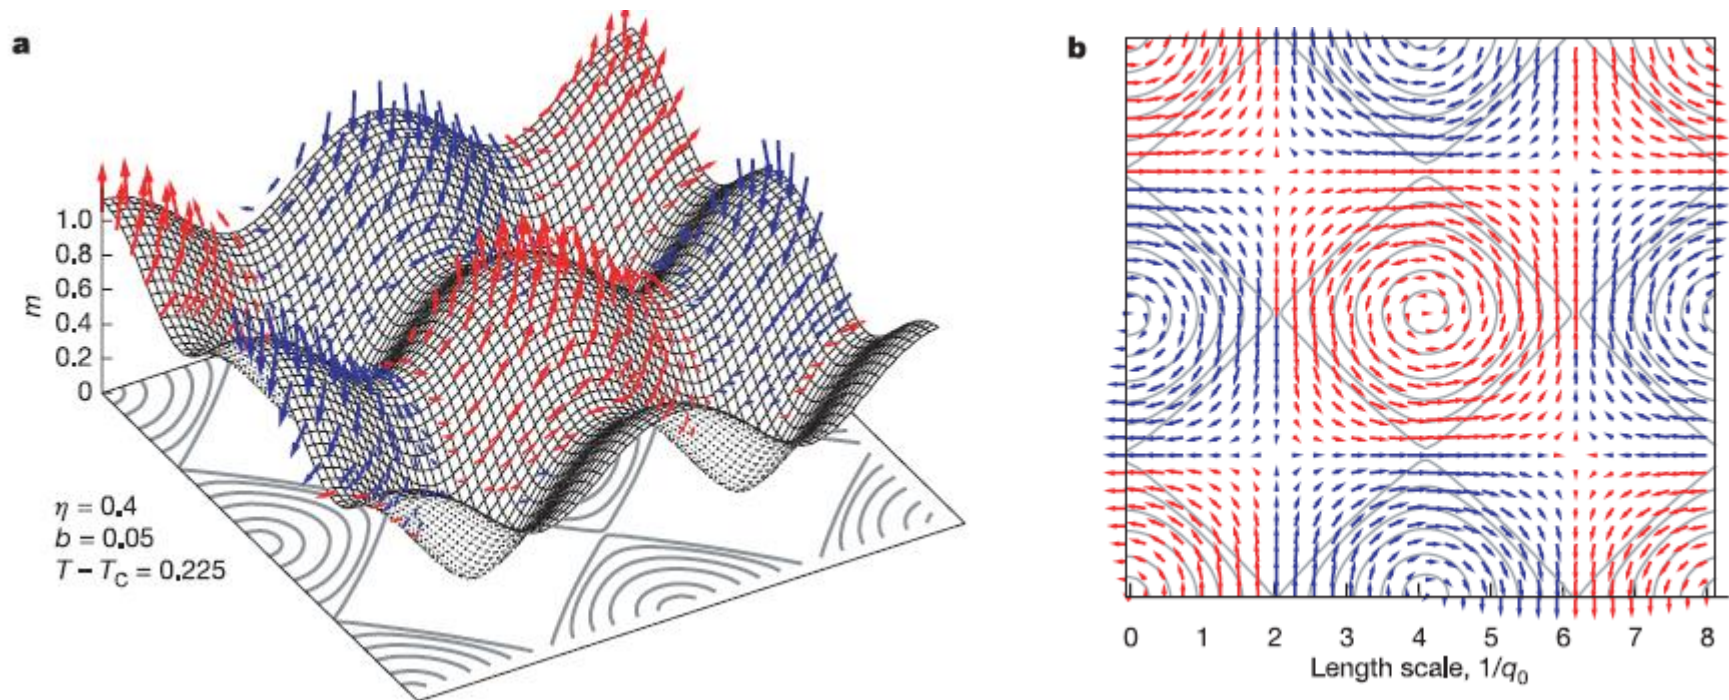 a
1.0
0.8
0.6
0.4
0.2
0
m
η = 0.4
b = 0.05
T – T_C = 0.225
b
0 1 2 3 4 5 6 7 8
Length scale, 1/q_0